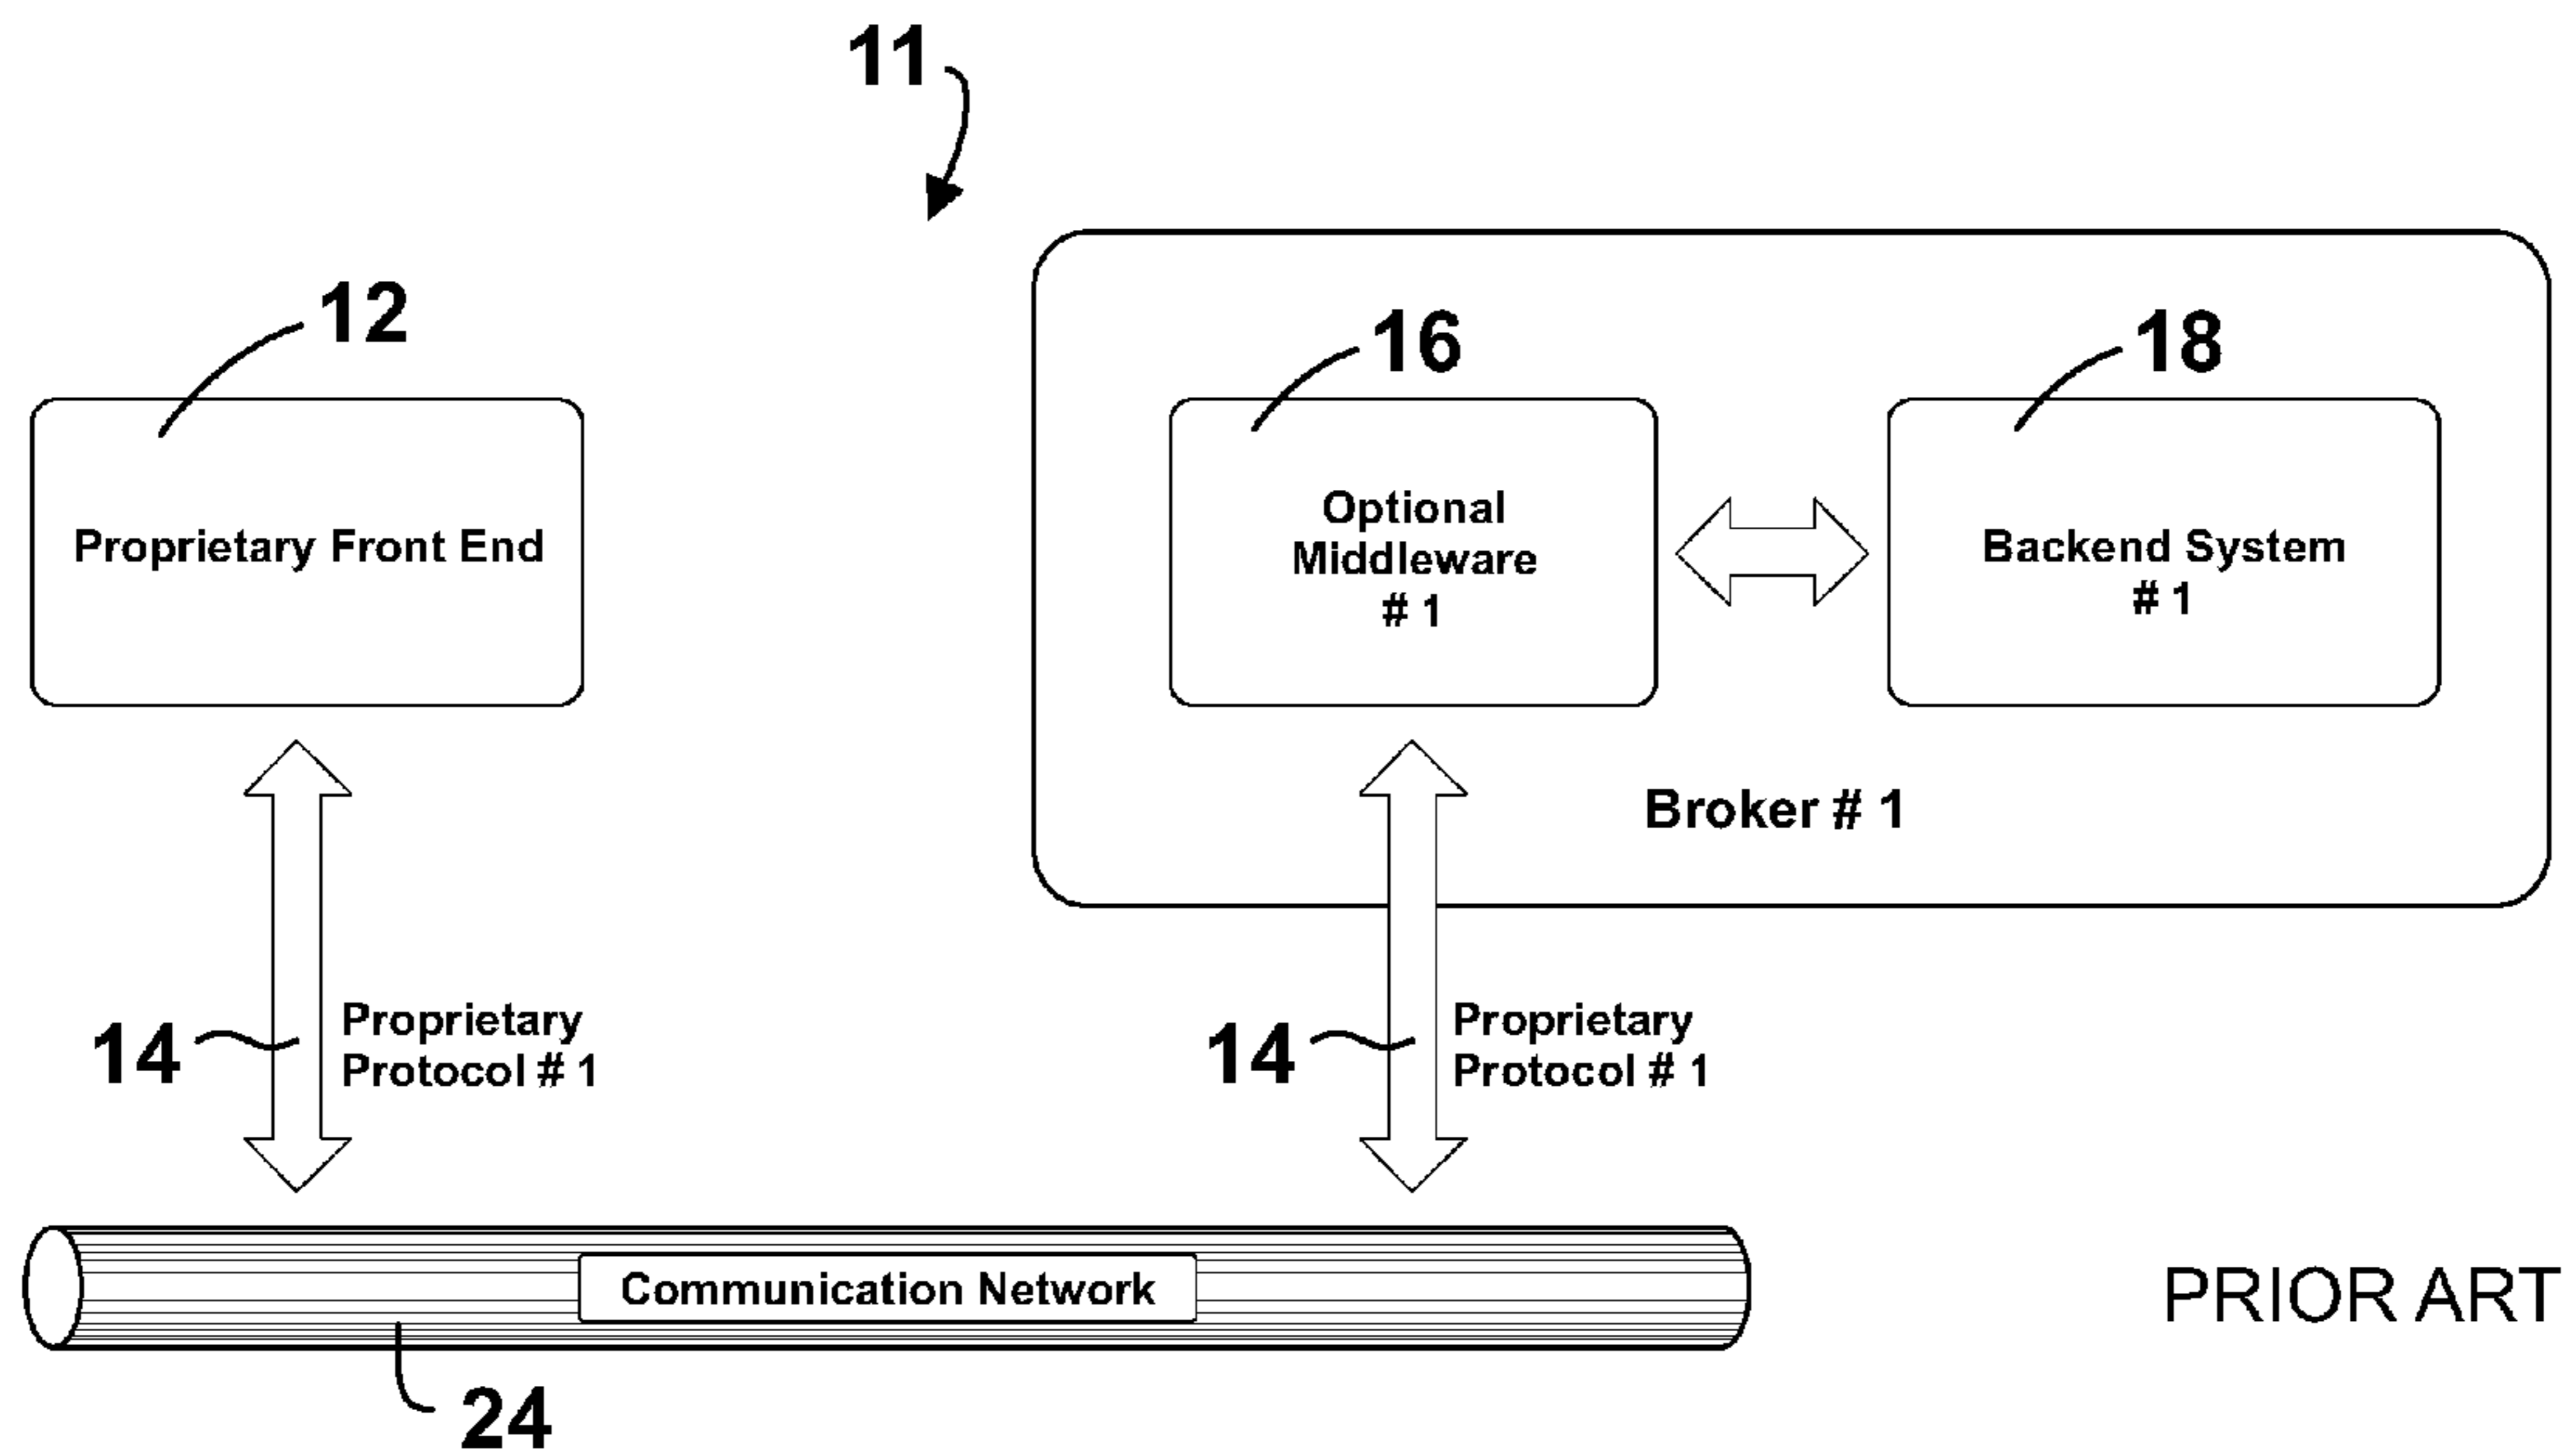 11
12
16
18
Proprietary Front End
Optional
Middleware
# 1
Backend System
# 1
Broker # 1
14
Proprietary
Protocol # 1
14
Proprietary
Protocol # 1
Communication Network
PRIOR ART
24